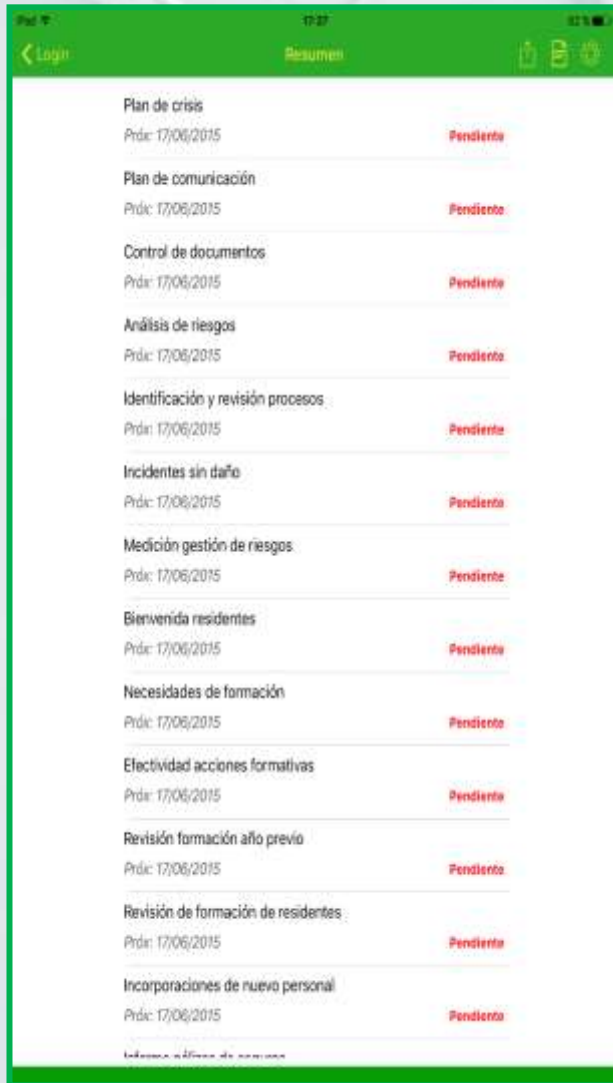 iPad 17:37 92 %
Login Resumen
Plan de crisis
Próx: 17/06/2015 Pendiente
Plan de comunicación
Próx: 17/06/2015 Pendiente
Control de documentos
Próx: 17/06/2015 Pendiente
Análisis de riesgos
Próx: 17/06/2015 Pendiente
Identificación y revisión procesos
Próx: 17/06/2015 Pendiente
Incidentes sin daño
Próx: 17/06/2015 Pendiente
Medición gestión de riesgos
Próx: 17/06/2015 Pendiente
Bienvenida residentes
Próx: 17/06/2015 Pendiente
Necesidades de formación
Próx: 17/06/2015 Pendiente
Efectividad acciones formativas
Próx: 17/06/2015 Pendiente
Revisión formación año previo
Próx: 17/06/2015 Pendiente
Revisión de formación de residentes
Próx: 17/06/2015 Pendiente
Incorporaciones de nuevo personal
Próx: 17/06/2015 Pendiente